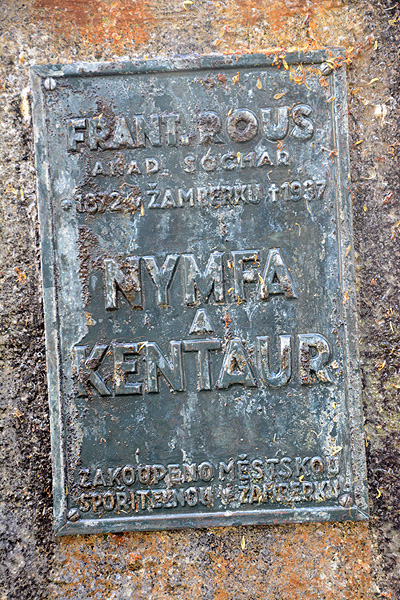 FRANT. ROUS
AKAD. SOCHAŘ
* 1872 V ŽAMBERKU † 1937
NYMFA
A
KENTAUR
ZAKOUPENO MĚSTSKOU
SPOŘITELNOU V ŽAMBERKU